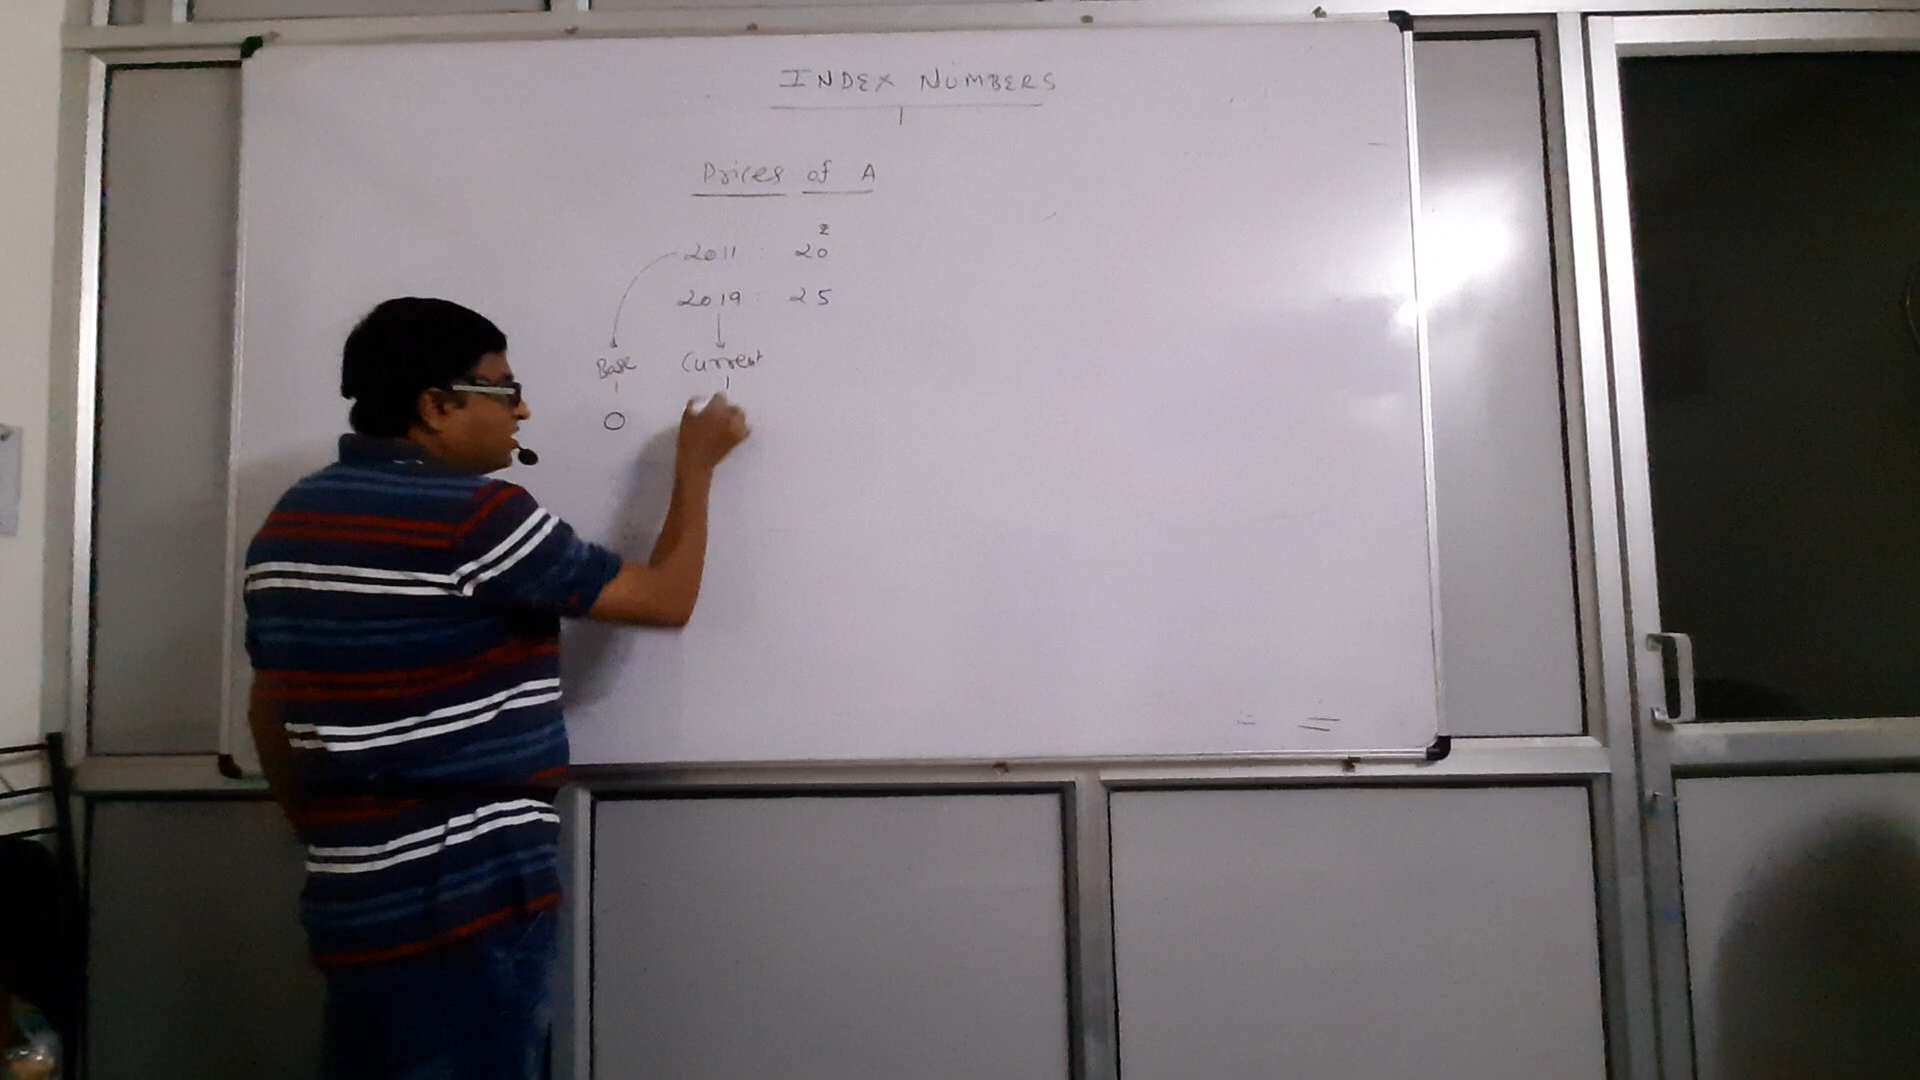 INDEX NUMBERS
Prices of A
2011 : 20
2019 : 25
Base Current
0